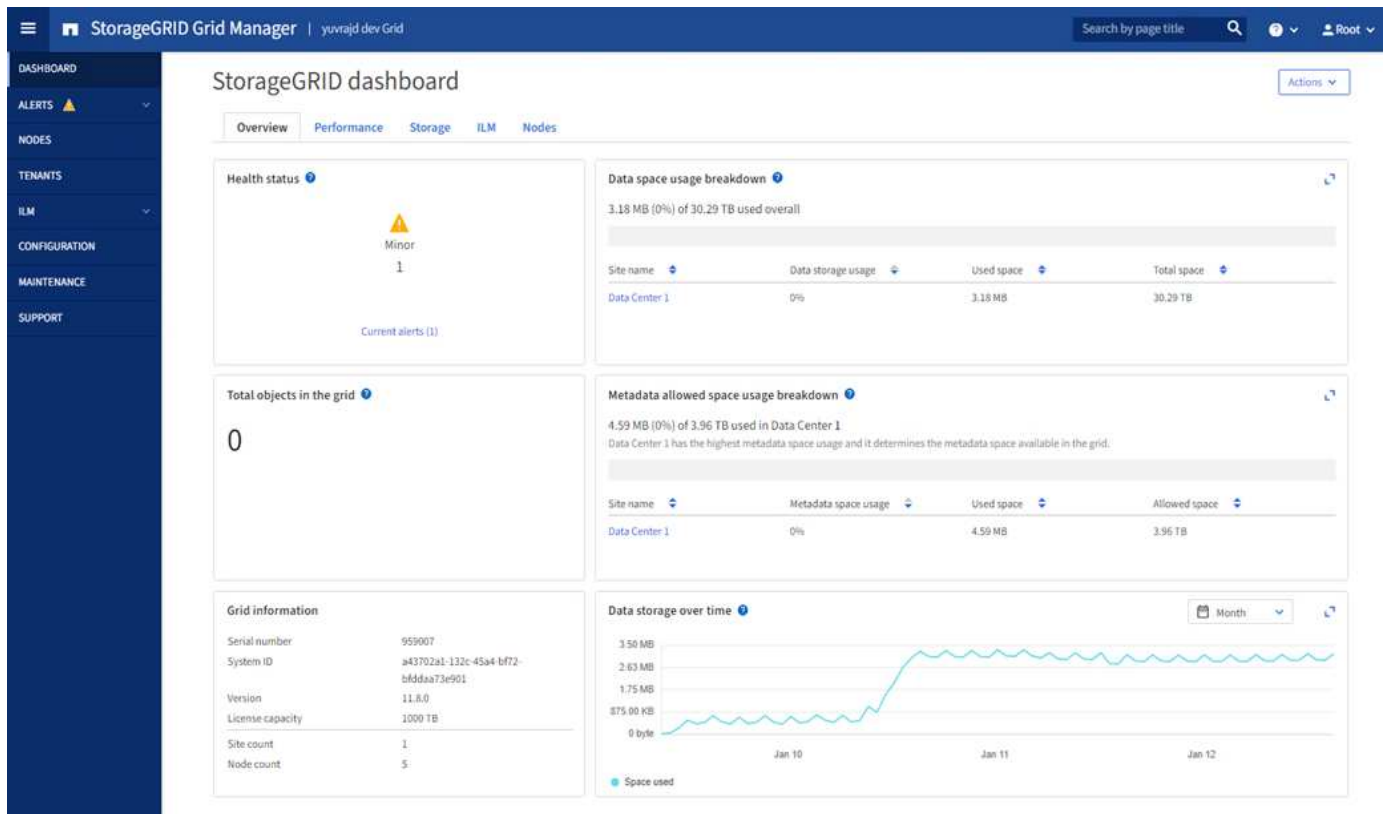 StorageGRID Grid Manager | yuvrajd dev Grid
Search by page title
Root
DASHBOARD
ALERTS
NODES
TENANTS
ILM
CONFIGURATION
MAINTENANCE
SUPPORT
StorageGRID dashboard
Actions
Overview Performance Storage ILM Nodes
Health status
Minor
1
Current alerts (1)
Data space usage breakdown
3.18 MB (0%) of 30.29 TB used overall
Site name Data storage usage Used space Total space
Data Center 1 0% 3.18 MB 30.29 TB
Total objects in the grid
0
Metadata allowed space usage breakdown
4.59 MB (0%) of 3.96 TB used in Data Center 1
Data Center 1 has the highest metadata space usage and it determines the metadata space available in the grid.
Site name Metadata space usage Used space Allowed space
Data Center 1 0% 4.59 MB 3.96 TB
Grid information
Serial number 959007
System ID a43702a1-132c-45a4-bf72-
bfddaa73e901
Version 11.8.0
License capacity 1000 TB
Site count 1
Node count 5
Data storage over time
Month
3.50 MB
2.63 MB
1.75 MB
875.00 KB
0 byte
Jan 10 Jan 11 Jan 12
Space used